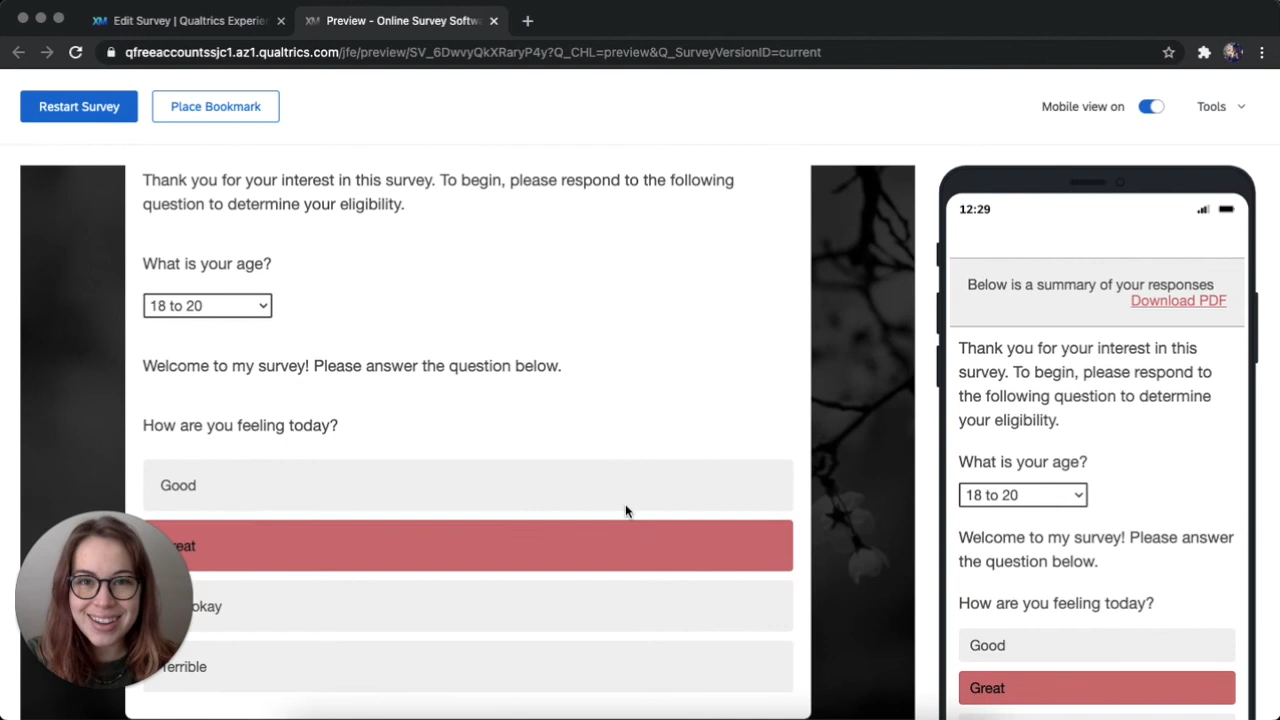 Edit Survey | Qualtrics Experie
Preview - Online Survey Softw
qfreeaccountssjc1.az1.qualtrics.com/jfe/preview/SV_6DwvyQkXRaryP4y?Q_CHL=preview&Q_SurveyVersionID=current
Restart Survey
Place Bookmark
Mobile view on
Tools
Thank you for your interest in this survey. To begin, please respond to the following
question to determine your eligibility.
What is your age?
18 to 20
Welcome to my survey! Please answer the question below.
How are you feeling today?
Good
eat
okay
Terrible
12:29
Below is a summary of your responses
Download PDF
Thank you for your interest in this
survey. To begin, please respond to
the following question to determine
your eligibility.
What is your age?
18 to 20
Welcome to my survey! Please answer
the question below.
How are you feeling today?
Good
Great